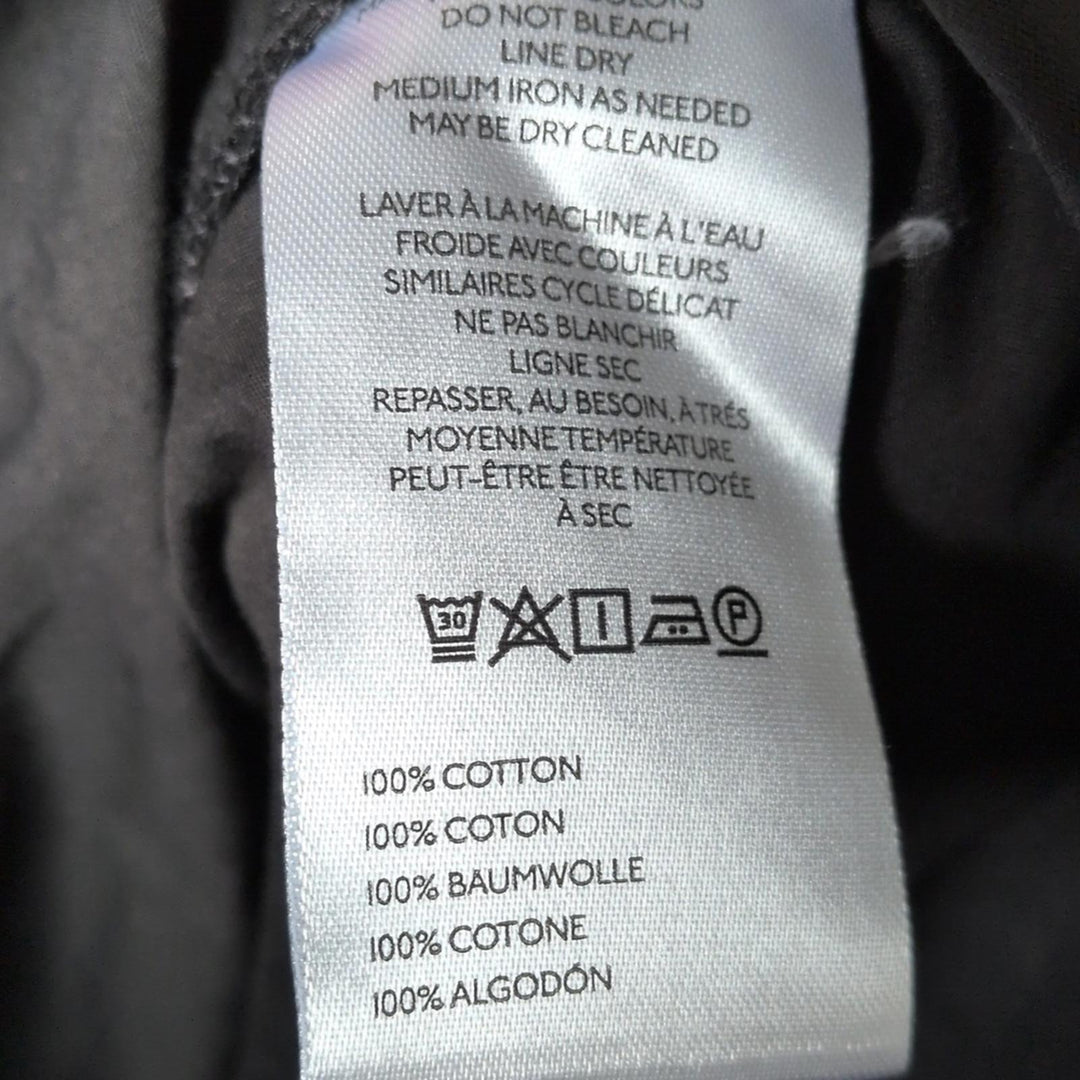 COLORS
DO NOT BLEACH
LINE DRY
MEDIUM IRON AS NEEDED
MAY BE DRY CLEANED
LAVER À LA MACHINE À L'EAU
FROIDE AVEC COULEURS
SIMILAIRES CYCLE DÉLICAT
NE PAS BLANCHIR
LIGNE SEC
REPASSER, AU BESOIN, À TRÉS
MOYENNE TEMPÉRATURE
PEUT-ÊTRE ÊTRE NETTOYÉE
À SEC
30 P
100% COTTON
100% COTON
100% BAUMWOLLE
100% COTONE
100% ALGODÓN